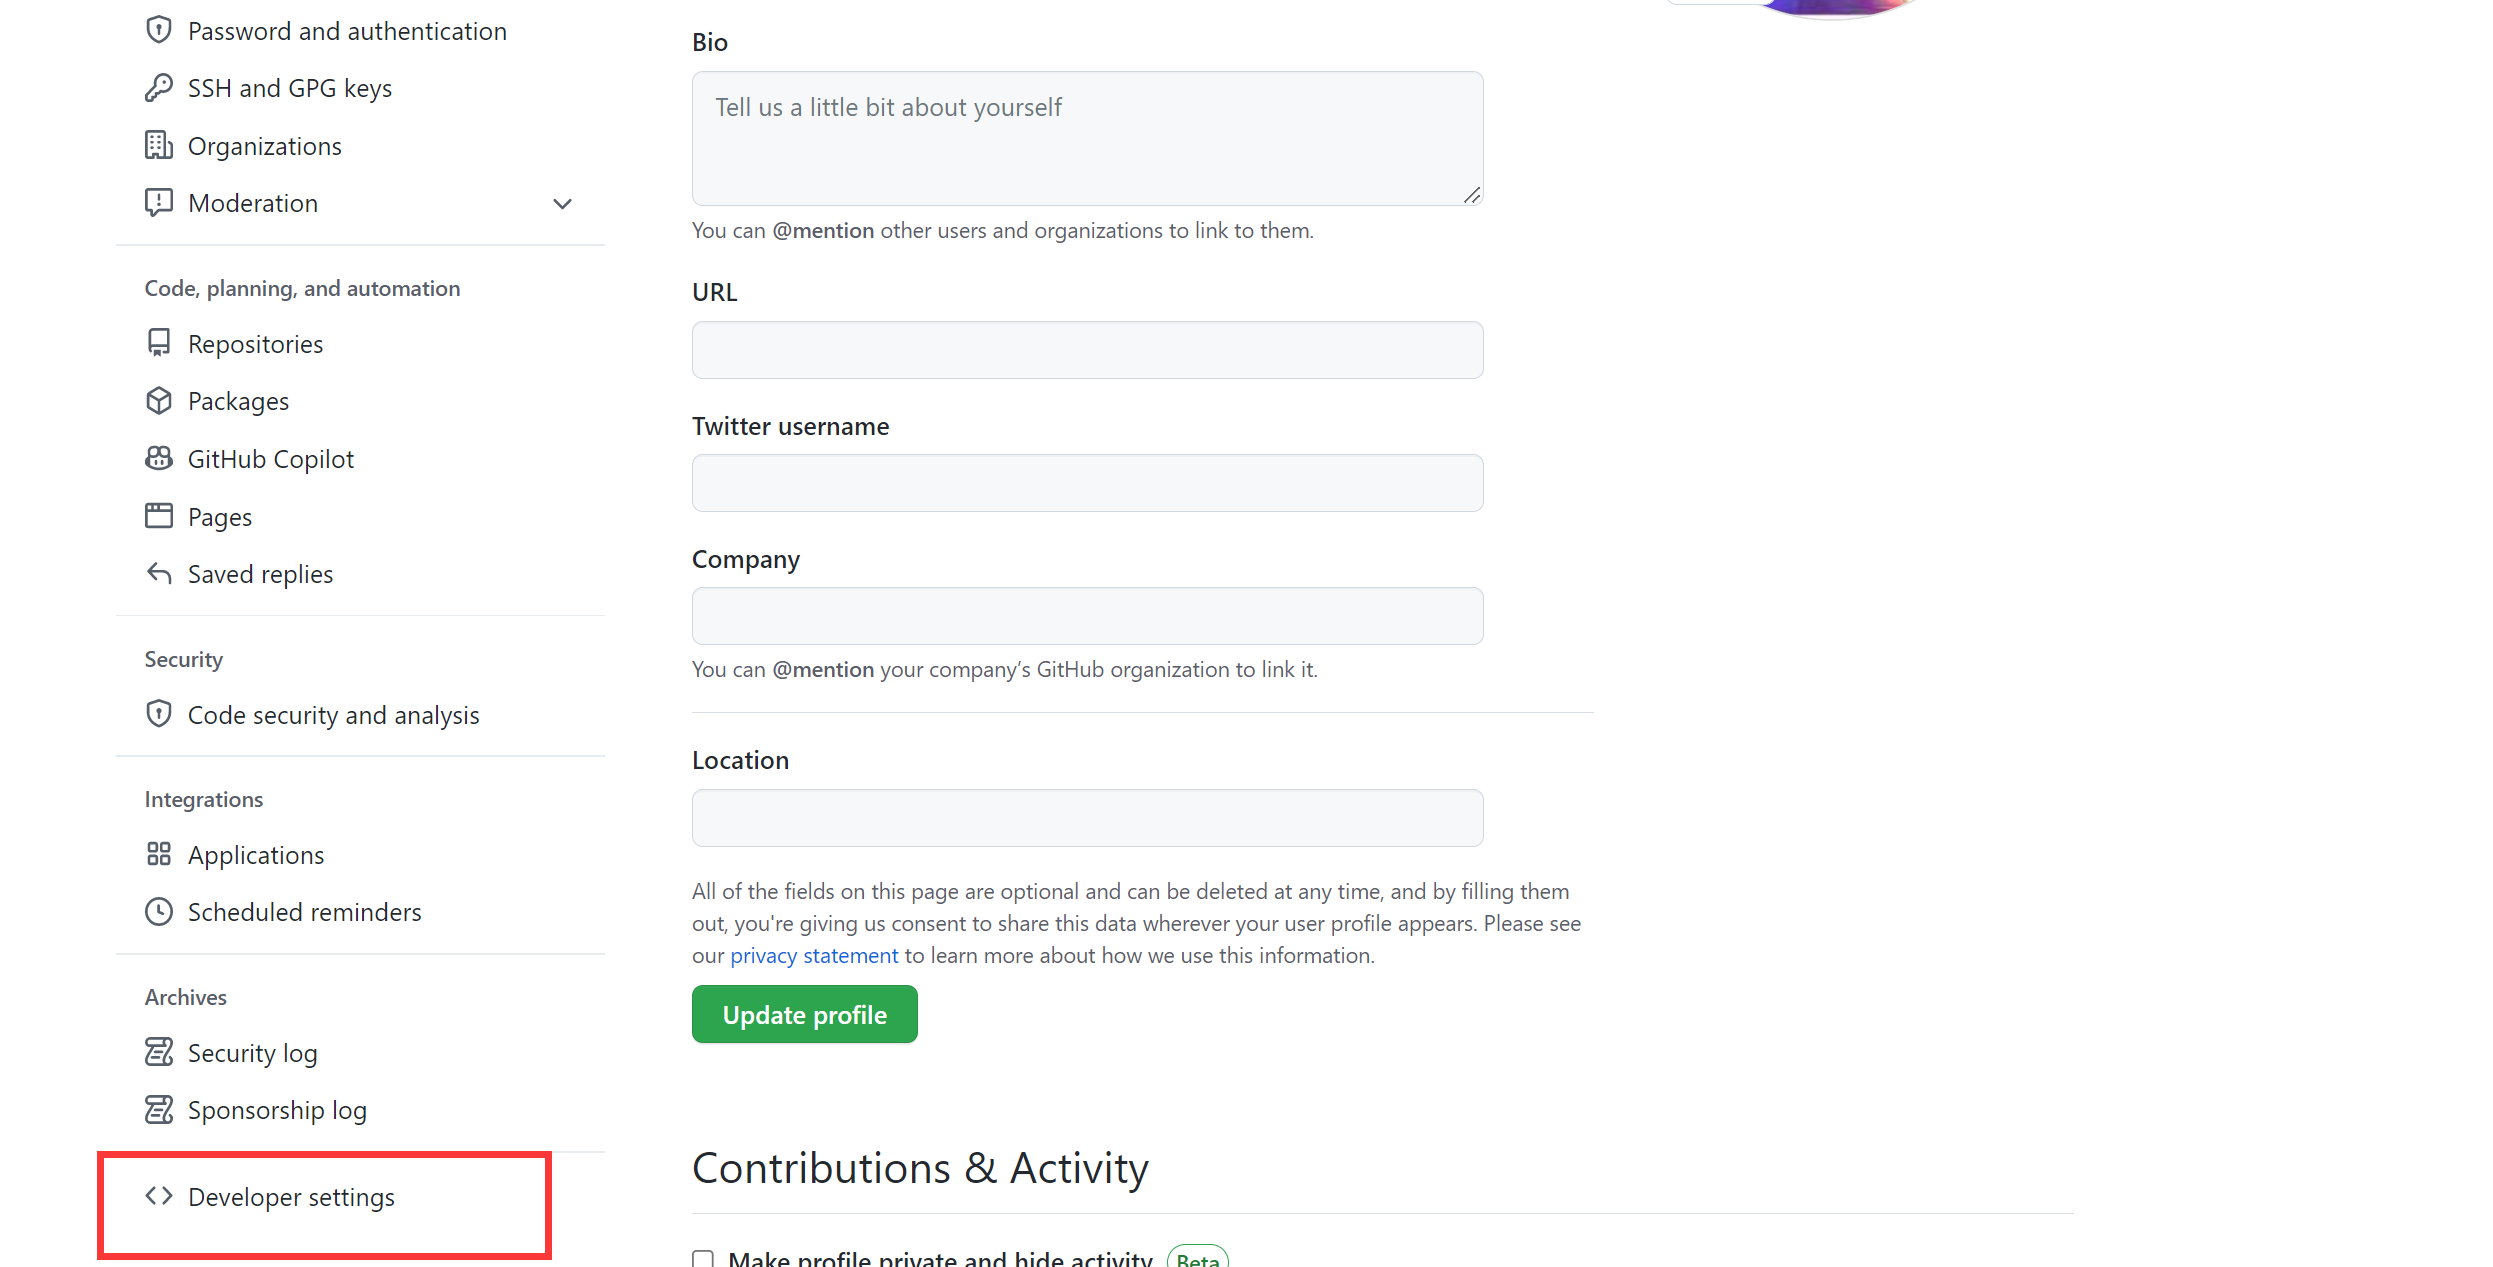 Password and authentication
SSH and GPG keys
Organizations
Moderation
Code, planning, and automation
Repositories
Packages
GitHub Copilot
Pages
Saved replies
Security
Code security and analysis
Integrations
Applications
Scheduled reminders
Archives
Security log
Sponsorship log
Developer settings
Bio
Tell us a little bit about yourself
You can @mention other users and organizations to link to them.
URL
Twitter username
Company
You can @mention your company’s GitHub organization to link it.
Location
All of the fields on this page are optional and can be deleted at any time, and by filling them
out, you're giving us consent to share this data wherever your user profile appears. Please see
our privacy statement to learn more about how we use this information.
Update profile
Contributions & Activity
Make profile private and hide activity Beta